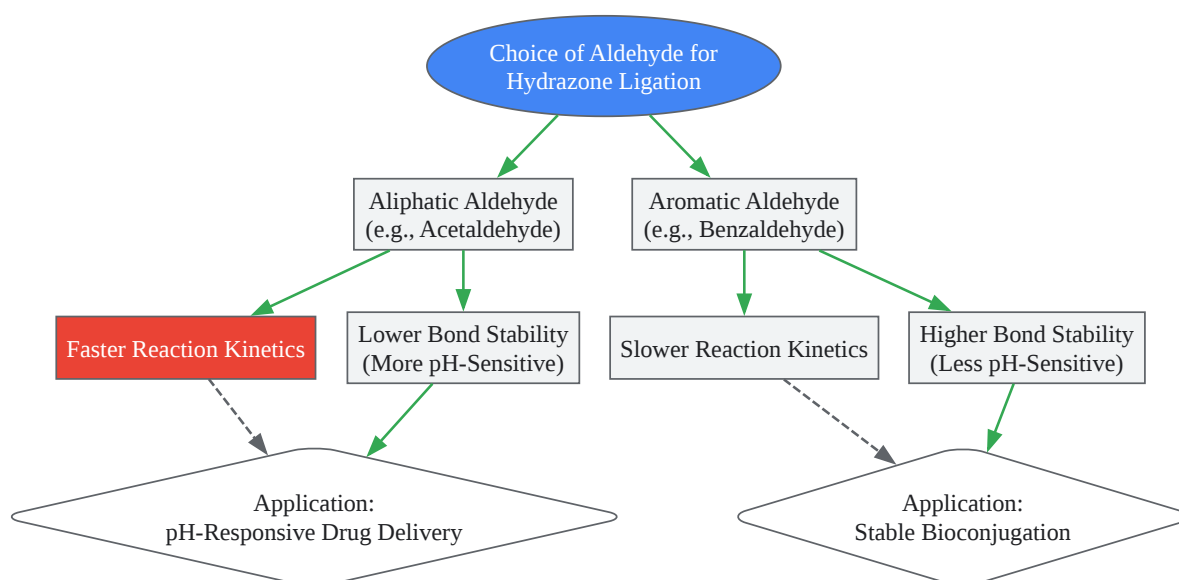 Choice of Aldehyde for
Hydrazone Ligation
Aliphatic Aldehyde
(e.g., Acetaldehyde)
Aromatic Aldehyde
(e.g., Benzaldehyde)
Faster Reaction Kinetics
Lower Bond Stability
(More pH-Sensitive)
Slower Reaction Kinetics
Higher Bond Stability
(Less pH-Sensitive)
Application:
pH-Responsive Drug Delivery
Application:
Stable Bioconjugation